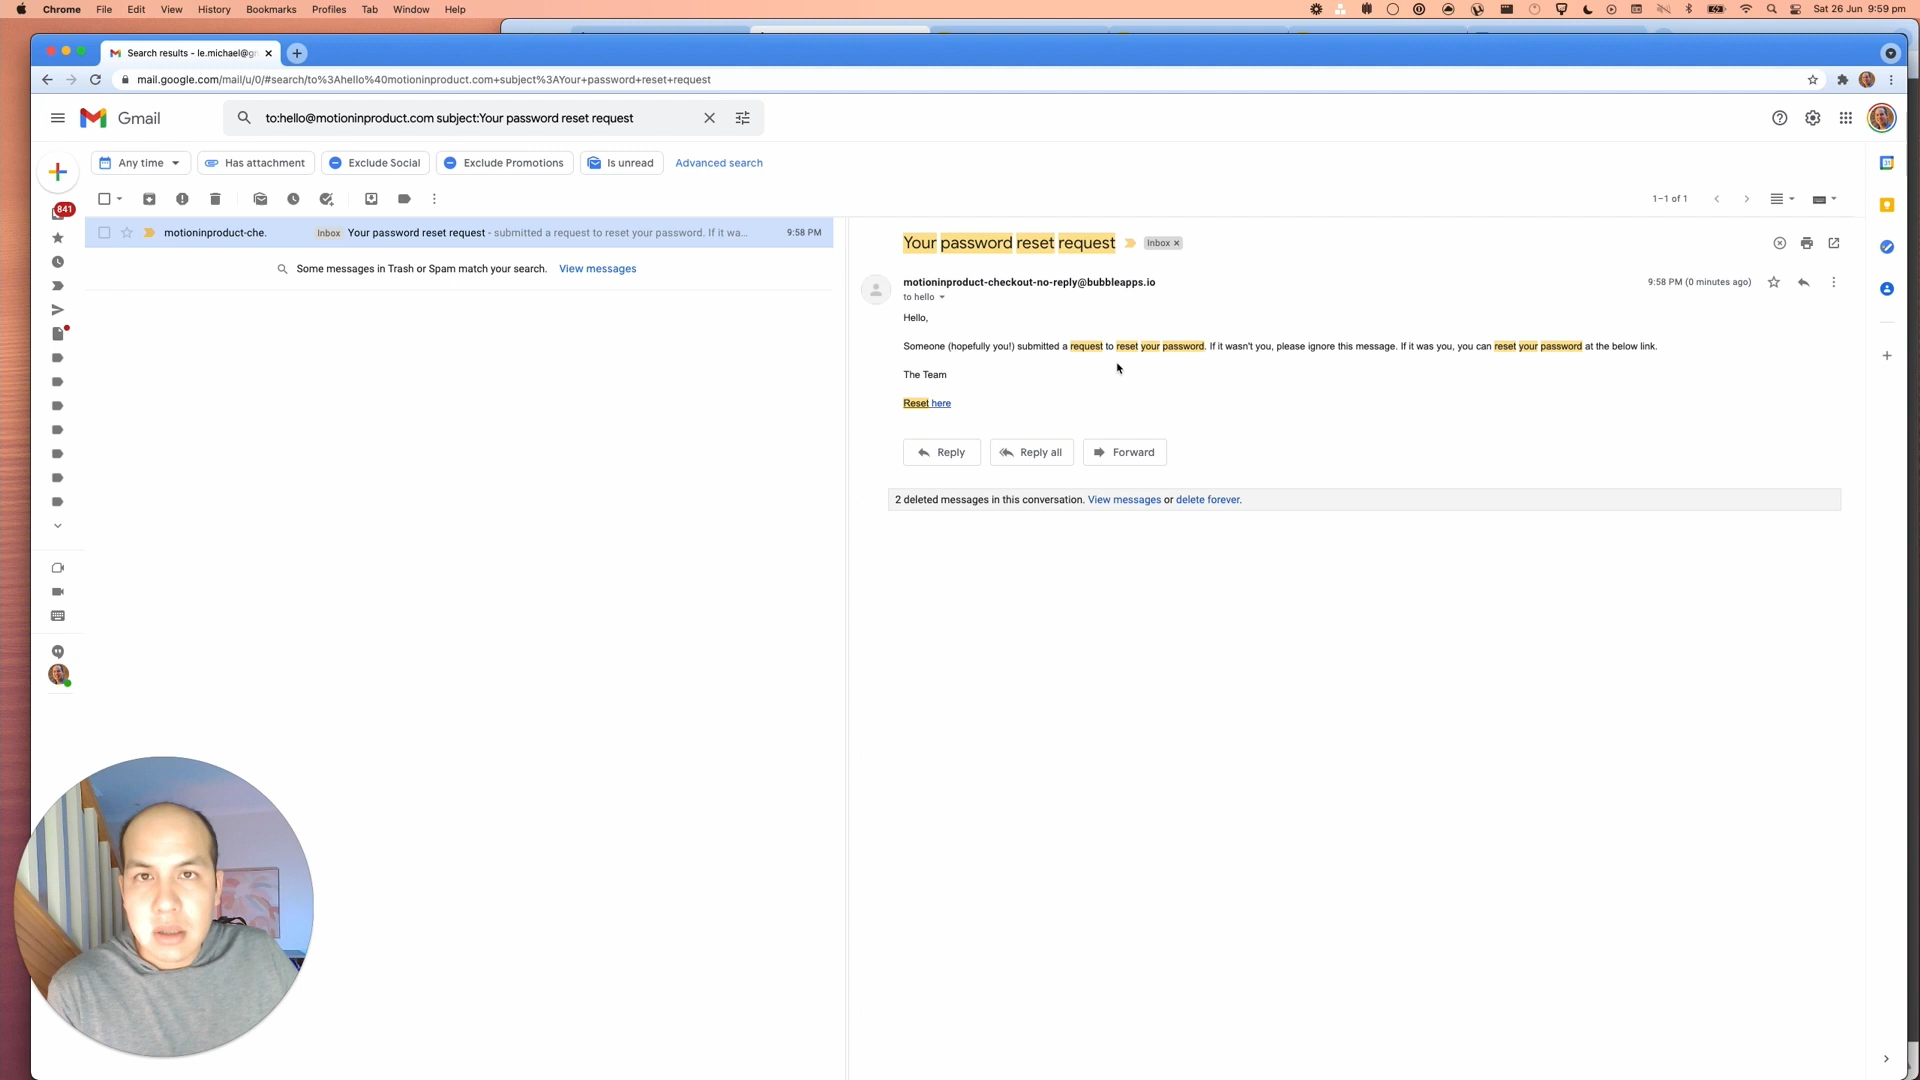 Chrome File Edit View History Bookmarks Profiles Tab Window Help
Sat 26 Jun 9:59 pm
Search results - le.michael@g
mail.google.com/mail/u/0/#search/to%3Ahello%40motioninproduct.com+subject%3AYour+password+reset+request
Gmail
to:hello@motioninproduct.com subject:Your password reset request
Any time
Has attachment
Exclude Social
Exclude Promotions
Is unread
Advanced search
841
1–1 of 1
motioninproduct-che. Inbox Your password reset request - submitted a request to reset your password. If it wa... 9:58 PM
Some messages in Trash or Spam match your search. View messages
Your password reset request Inbox ×
motioninproduct-checkout-no-reply@bubbleapps.io
9:58 PM (0 minutes ago)
to hello
Hello,
Someone (hopefully you!) submitted a request to reset your password. If it wasn't you, please ignore this message. If it was you, you can reset your password at the below link.
The Team
Reset here
Reply
Reply all
Forward
2 deleted messages in this conversation. View messages or delete forever.